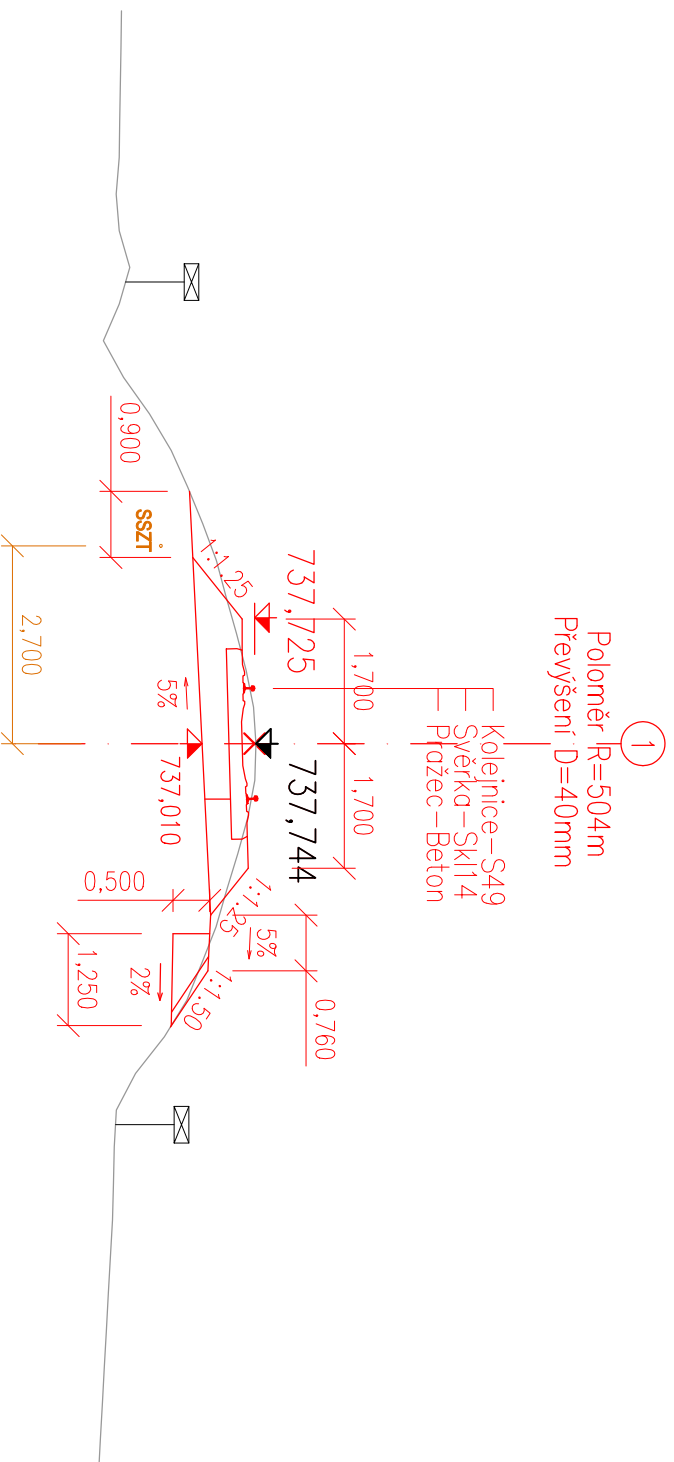 1
Poloměr R=504m
Převýšení D=40mm
Kolejnice-S49
Svěrka-Skl14
Pražec-Beton
1,700
1,700
737,725
737,744
1:1.25
1:1.25
5%
5%
737,010
0,900
SSZT
2,700
0,500
1,250
2%
1:1.50
0,760